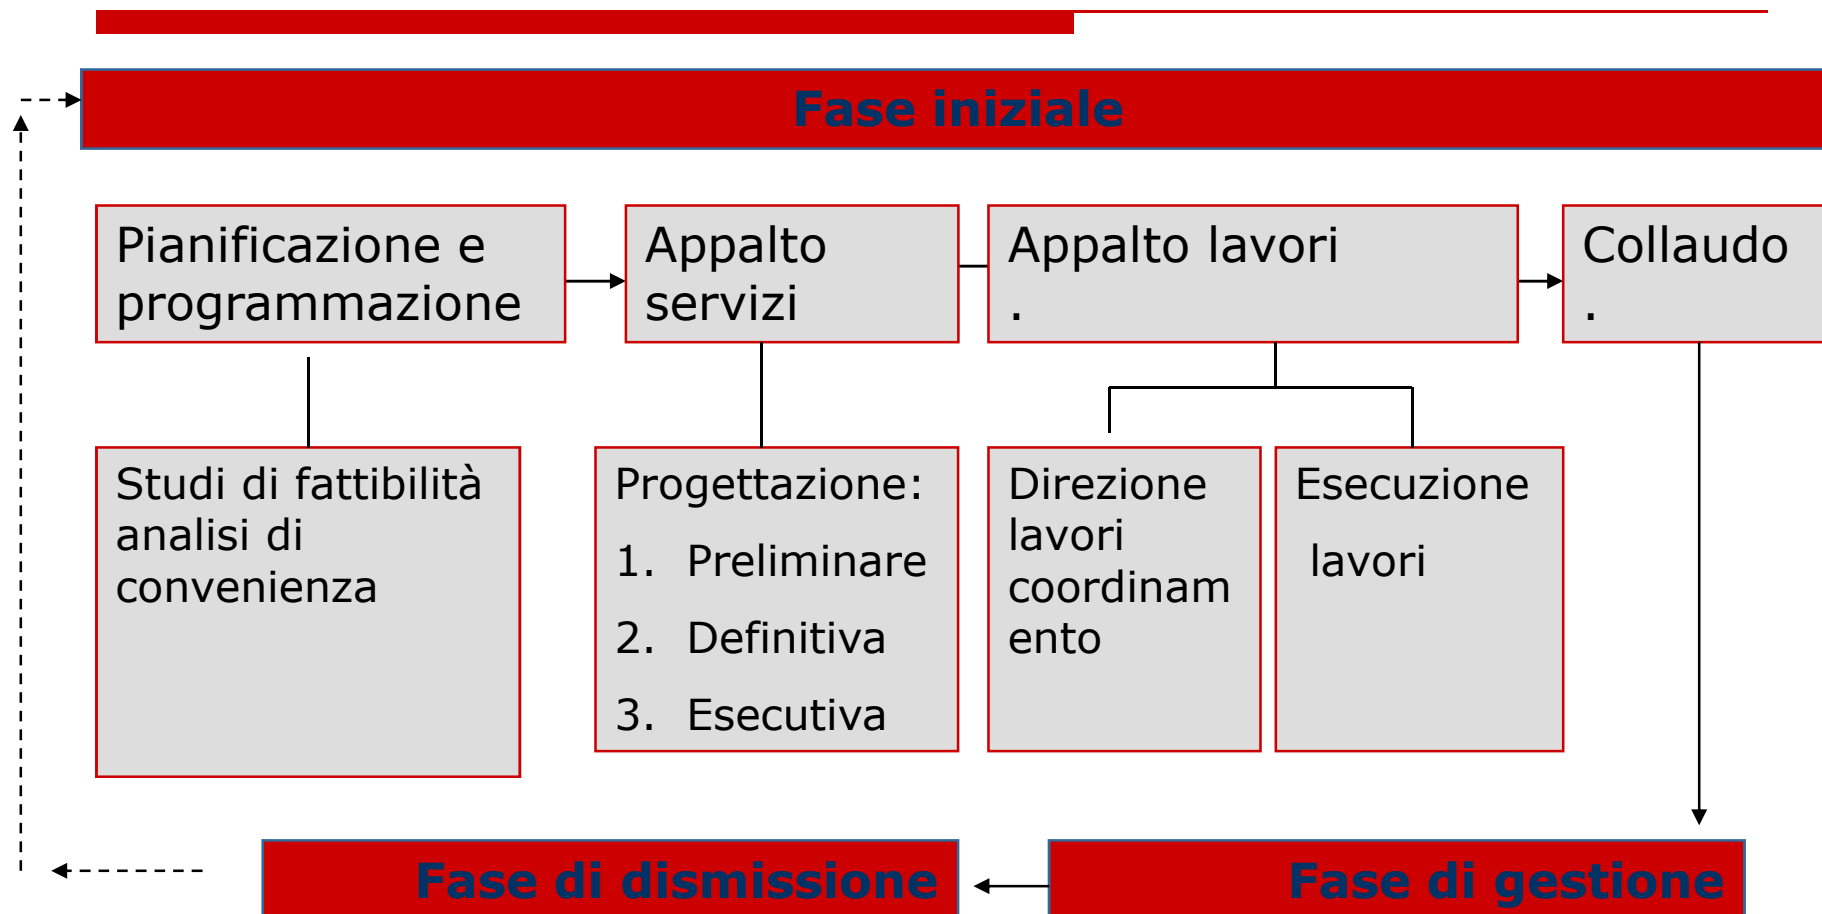 Fase iniziale
Pianificazione e
programmazione
Appalto
servizi
Appalto lavori
.
Collaudo
.
Studi di fattibilità
analisi di
convenienza
Progettazione:
1. Preliminare
2. Definitiva
3. Esecutiva
Direzione
lavori
coordinam
ento
Esecuzione
lavori
Fase di dismissione
Fase di gestione